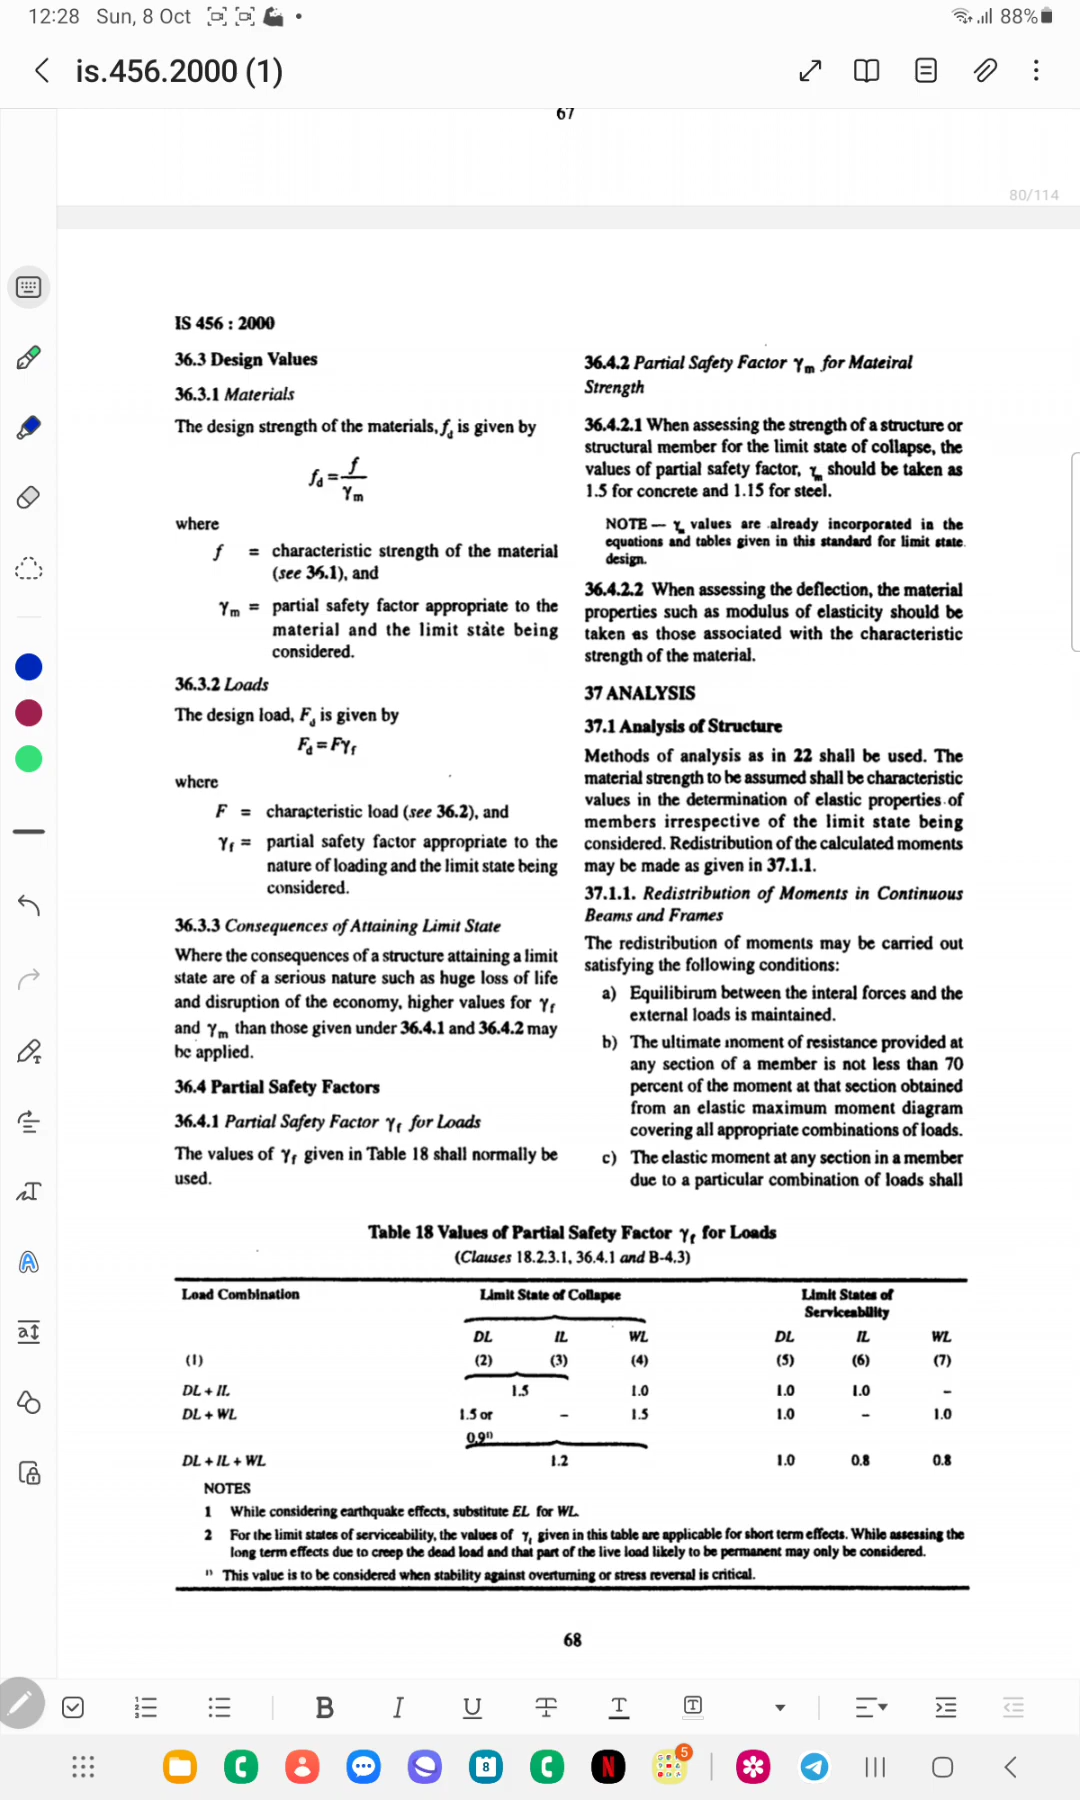 12:28 Sun, 8 Oct
88%
is.456.2000 (1)
67
80/114
IS 456 : 2000
36.3 Design Values
36.3.1 Materials
The design strength of the materials, f_d is given by
f_d = f / γ_m
where
f = characteristic strength of the material
(see 36.1), and
γ_m = partial safety factor appropriate to the
material and the limit state being
considered.
36.3.2 Loads
The design load, F_d is given by
F_d = Fγ_f
where
F = characteristic load (see 36.2), and
γ_f = partial safety factor appropriate to the
nature of loading and the limit state being
considered.
36.3.3 Consequences of Attaining Limit State
Where the consequences of a structure attaining a limit
state are of a serious nature such as huge loss of life
and disruption of the economy, higher values for γ_f
and γ_m than those given under 36.4.1 and 36.4.2 may
be applied.
36.4 Partial Safety Factors
36.4.1 Partial Safety Factor γ_f for Loads
The values of γ_f given in Table 18 shall normally be
used.
36.4.2 Partial Safety Factor γ_m for Mateiral
Strength
36.4.2.1 When assessing the strength of a structure or
structural member for the limit state of collapse, the
values of partial safety factor, γ_m should be taken as
1.5 for concrete and 1.15 for steel.
NOTE — γ_m values are already incorporated in the
equations and tables given in this standard for limit state
design.
36.4.2.2 When assessing the deflection, the material
properties such as modulus of elasticity should be
taken as those associated with the characteristic
strength of the material.
37 ANALYSIS
37.1 Analysis of Structure
Methods of analysis as in 22 shall be used. The
material strength to be assumed shall be characteristic
values in the determination of elastic properties of
members irrespective of the limit state being
considered. Redistribution of the calculated moments
may be made as given in 37.1.1.
37.1.1. Redistribution of Moments in Continuous
Beams and Frames
The redistribution of moments may be carried out
satisfying the following conditions:
a) Equilibirum between the interal forces and the
external loads is maintained.
b) The ultimate moment of resistance provided at
any section of a member is not less than 70
percent of the moment at that section obtained
from an elastic maximum moment diagram
covering all appropriate combinations of loads.
c) The elastic moment at any section in a member
due to a particular combination of loads shall
Table 18 Values of Partial Safety Factor γ_f for Loads
(Clauses 18.2.3.1, 36.4.1 and B-4.3)
Load Combination Limit State of Collapse Limit States of
Serviceability
DL IL WL DL IL WL
(1) (2) (3) (4) (5) (6) (7)
DL + IL 1.5 1.0 1.0 1.0 –
DL + WL 1.5 or – 1.5 1.0 – 1.0
0.9¹⁾
DL + IL + WL 1.2 1.0 0.8 0.8
NOTES
1 While considering earthquake effects, substitute EL for WL.
2 For the limit states of serviceability, the values of γ_f given in this table are applicable for short term effects. While assessing the
long term effects due to creep the dead load and that part of the live load likely to be permanent may only be considered.
¹⁾ This value is to be considered when stability against overturning or stress reversal is critical.
68
B I U T T T
8
N
5